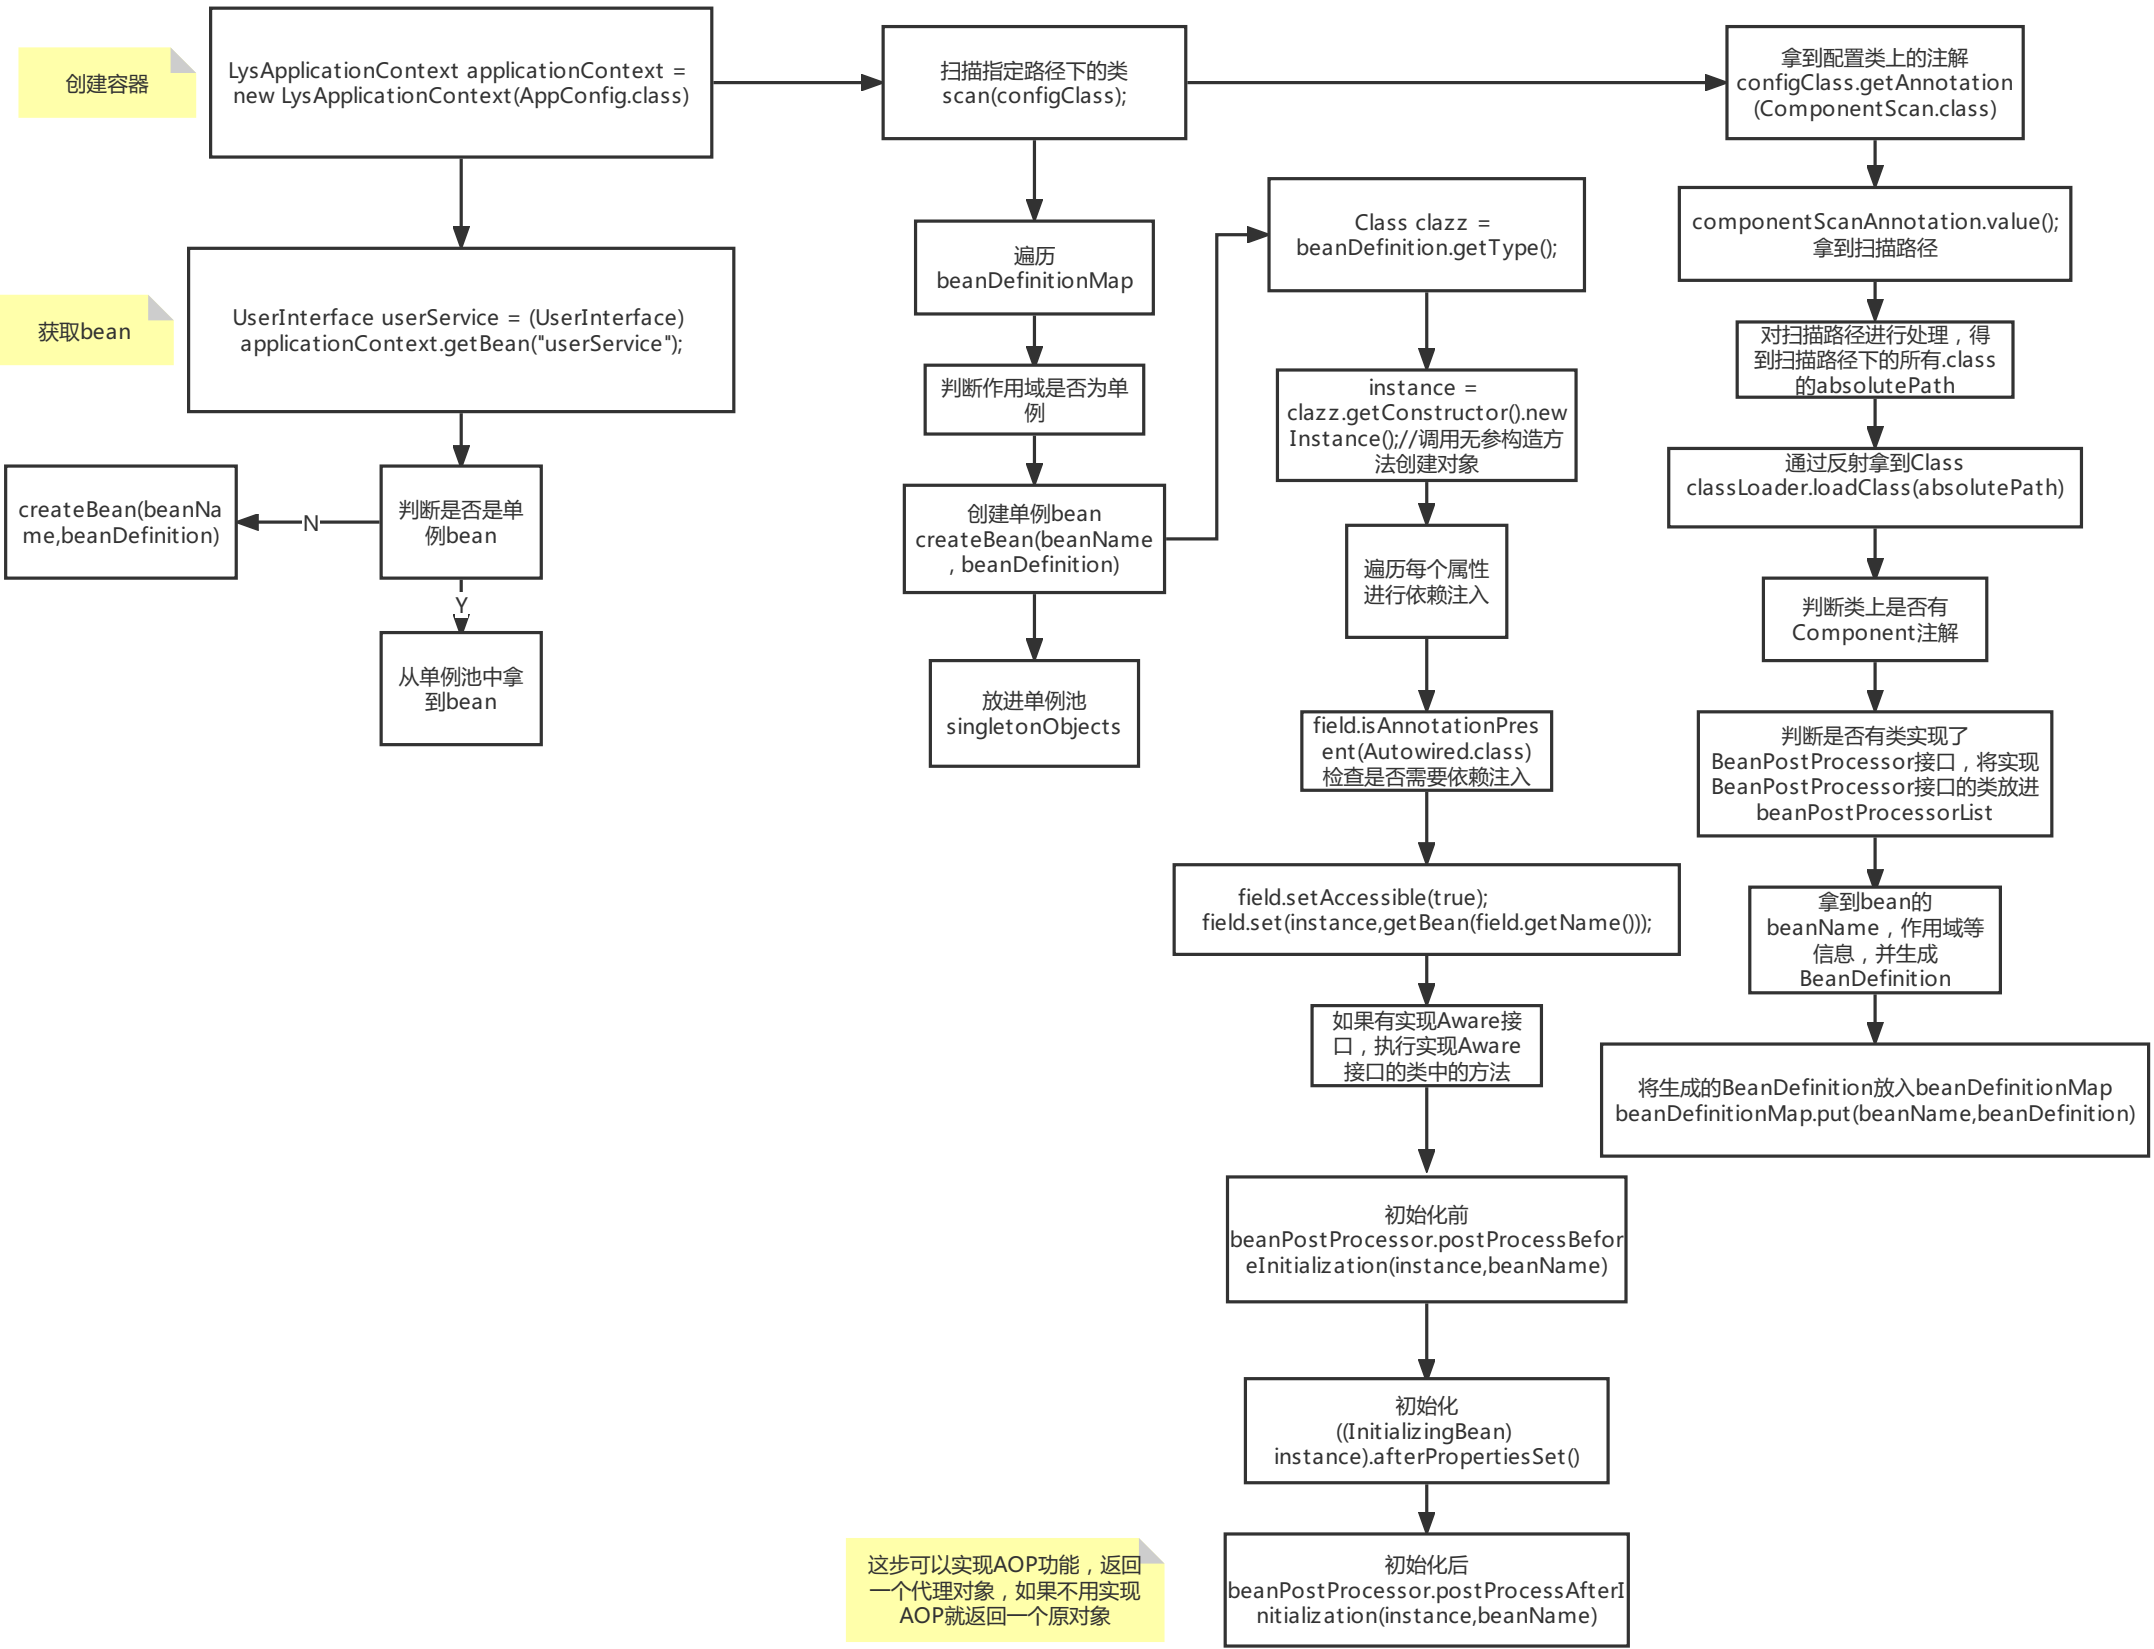 创建容器
LysApplicationContext applicationContext =
new LysApplicationContext(AppConfig.class)
获取bean
UserInterface userService = (UserInterface)
applicationContext.getBean("userService");
判断是否是单
例bean
N
createBean(beanNa
me,beanDefinition)
Y
从单例池中拿
到bean
扫描指定路径下的类
scan(configClass);
遍历
beanDefinitionMap
判断作用域是否为单
例
创建单例bean
createBean(beanName
, beanDefinition)
放进单例池
singletonObjects
Class clazz =
beanDefinition.getType();
instance =
clazz.getConstructor().new
Instance();//调用无参构造方
法创建对象
遍历每个属性
进行依赖注入
field.isAnnotationPres
ent(Autowired.class)
检查是否需要依赖注入
field.setAccessible(true);
field.set(instance,getBean(field.getName()));
如果有实现Aware接
口，执行实现Aware
接口的类中的方法
初始化前
beanPostProcessor.postProcessBefor
eInitialization(instance,beanName)
初始化
((InitializingBean)
instance).afterPropertiesSet()
初始化后
beanPostProcessor.postProcessAfterI
nitialization(instance,beanName)
这步可以实现AOP功能，返回
一个代理对象，如果不用实现
AOP就返回一个原对象
拿到配置类上的注解
configClass.getAnnotation
(ComponentScan.class)
componentScanAnnotation.value();
拿到扫描路径
对扫描路径进行处理，得
到扫描路径下的所有.class
的absolutePath
通过反射拿到Class
classLoader.loadClass(absolutePath)
判断类上是否有
Component注解
判断是否有类实现了
BeanPostProcessor接口，将实现
BeanPostProcessor接口的类放进
beanPostProcessorList
拿到bean的
beanName，作用域等
信息，并生成
BeanDefinition
将生成的BeanDefinition放入beanDefinitionMap
beanDefinitionMap.put(beanName,beanDefinition)